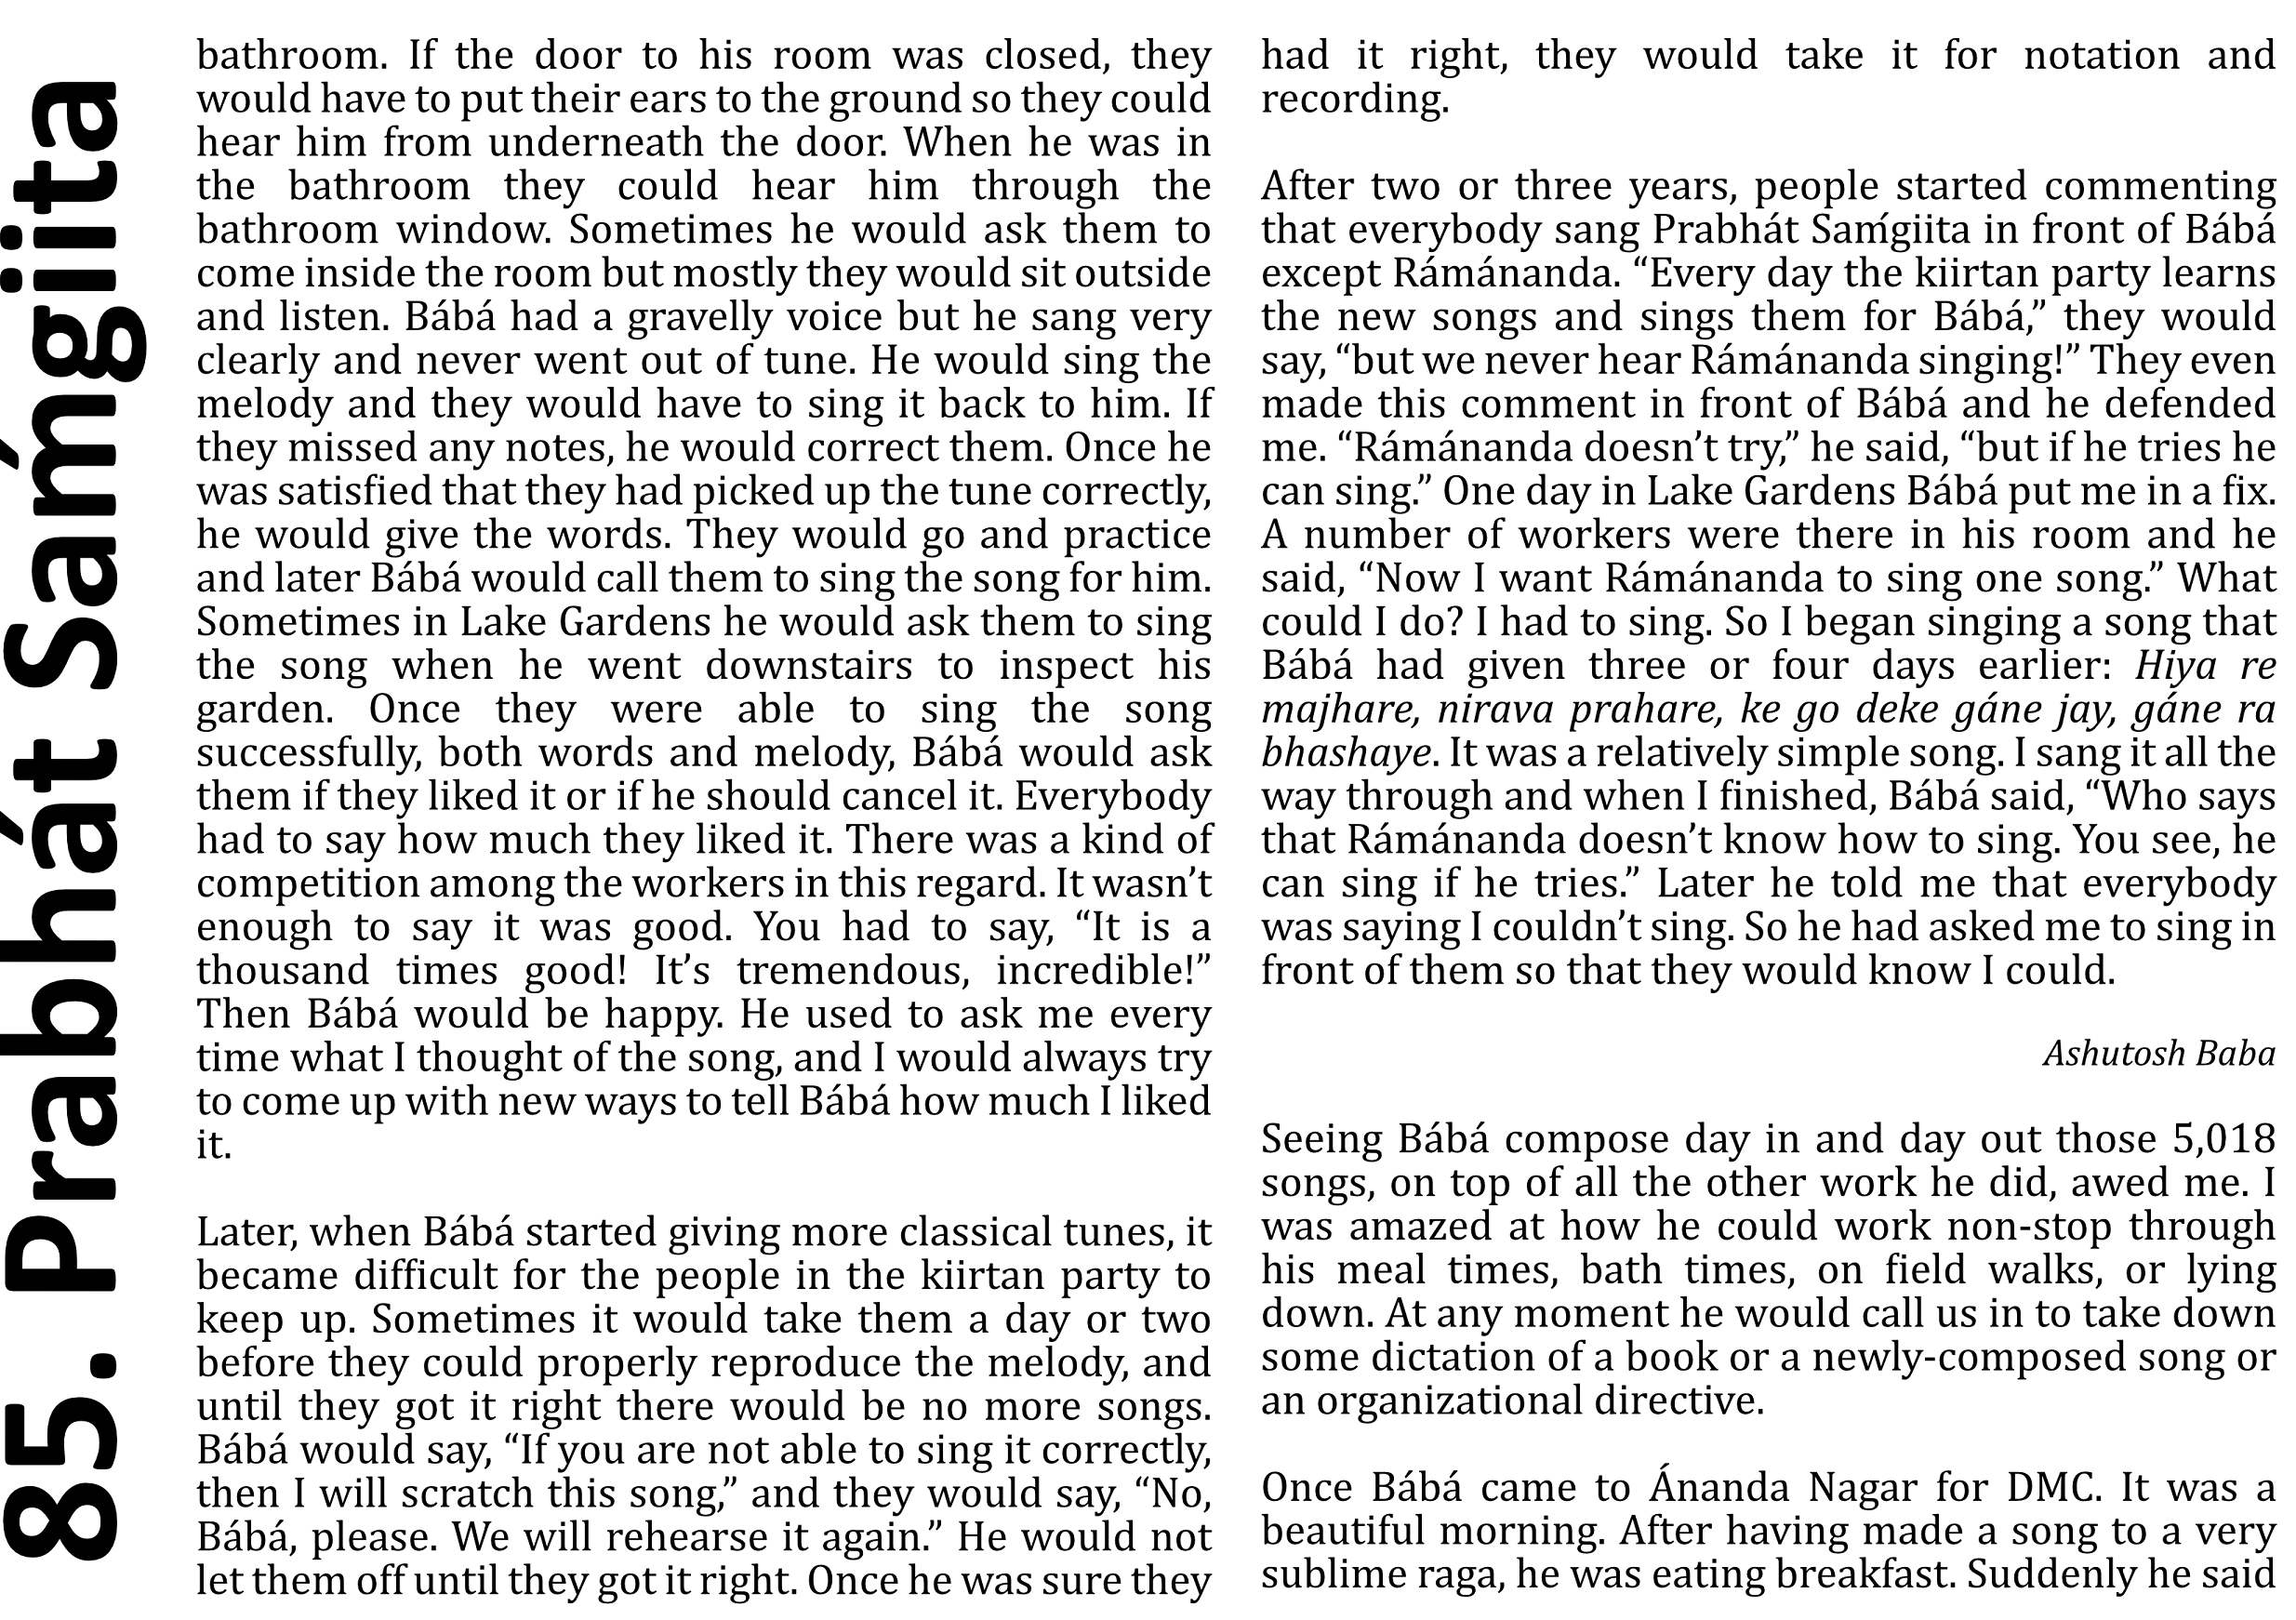 85. Prabhát Saḿgiita
bathroom. If the door to his room was closed, they
would have to put their ears to the ground so they could
hear him from underneath the door. When he was in
the bathroom they could hear him through the
bathroom window. Sometimes he would ask them to
come inside the room but mostly they would sit outside
and listen. Bábá had a gravelly voice but he sang very
clearly and never went out of tune. He would sing the
melody and they would have to sing it back to him. If
they missed any notes, he would correct them. Once he
was satisfied that they had picked up the tune correctly,
he would give the words. They would go and practice
and later Bábá would call them to sing the song for him.
Sometimes in Lake Gardens he would ask them to sing
the song when he went downstairs to inspect his
garden. Once they were able to sing the song
successfully, both words and melody, Bábá would ask
them if they liked it or if he should cancel it. Everybody
had to say how much they liked it. There was a kind of
competition among the workers in this regard. It wasn’t
enough to say it was good. You had to say, “It is a
thousand times good! It’s tremendous, incredible!”
Then Bábá would be happy. He used to ask me every
time what I thought of the song, and I would always try
to come up with new ways to tell Bábá how much I liked
it.
Later, when Bábá started giving more classical tunes, it
became difficult for the people in the kiirtan party to
keep up. Sometimes it would take them a day or two
before they could properly reproduce the melody, and
until they got it right there would be no more songs.
Bábá would say, “If you are not able to sing it correctly,
then I will scratch this song,” and they would say, “No,
Bábá, please. We will rehearse it again.” He would not
let them off until they got it right. Once he was sure they
had it right, they would take it for notation and
recording.
After two or three years, people started commenting
that everybody sang Prabhát Saḿgiita in front of Bábá
except Rámánanda. “Every day the kiirtan party learns
the new songs and sings them for Bábá,” they would
say, “but we never hear Rámánanda singing!” They even
made this comment in front of Bábá and he defended
me. “Rámánanda doesn’t try,” he said, “but if he tries he
can sing.” One day in Lake Gardens Bábá put me in a fix.
A number of workers were there in his room and he
said, “Now I want Rámánanda to sing one song.” What
could I do? I had to sing. So I began singing a song that
Bábá had given three or four days earlier: Hiya re
majhare, nirava prahare, ke go deke gáne jay, gáne ra
bhashaye. It was a relatively simple song. I sang it all the
way through and when I finished, Bábá said, “Who says
that Rámánanda doesn’t know how to sing. You see, he
can sing if he tries.” Later he told me that everybody
was saying I couldn’t sing. So he had asked me to sing in
front of them so that they would know I could.
Ashutosh Baba
Seeing Bábá compose day in and day out those 5,018
songs, on top of all the other work he did, awed me. I
was amazed at how he could work non-stop through
his meal times, bath times, on field walks, or lying
down. At any moment he would call us in to take down
some dictation of a book or a newly-composed song or
an organizational directive.
Once Bábá came to Ánanda Nagar for DMC. It was a
beautiful morning. After having made a song to a very
sublime raga, he was eating breakfast. Suddenly he said